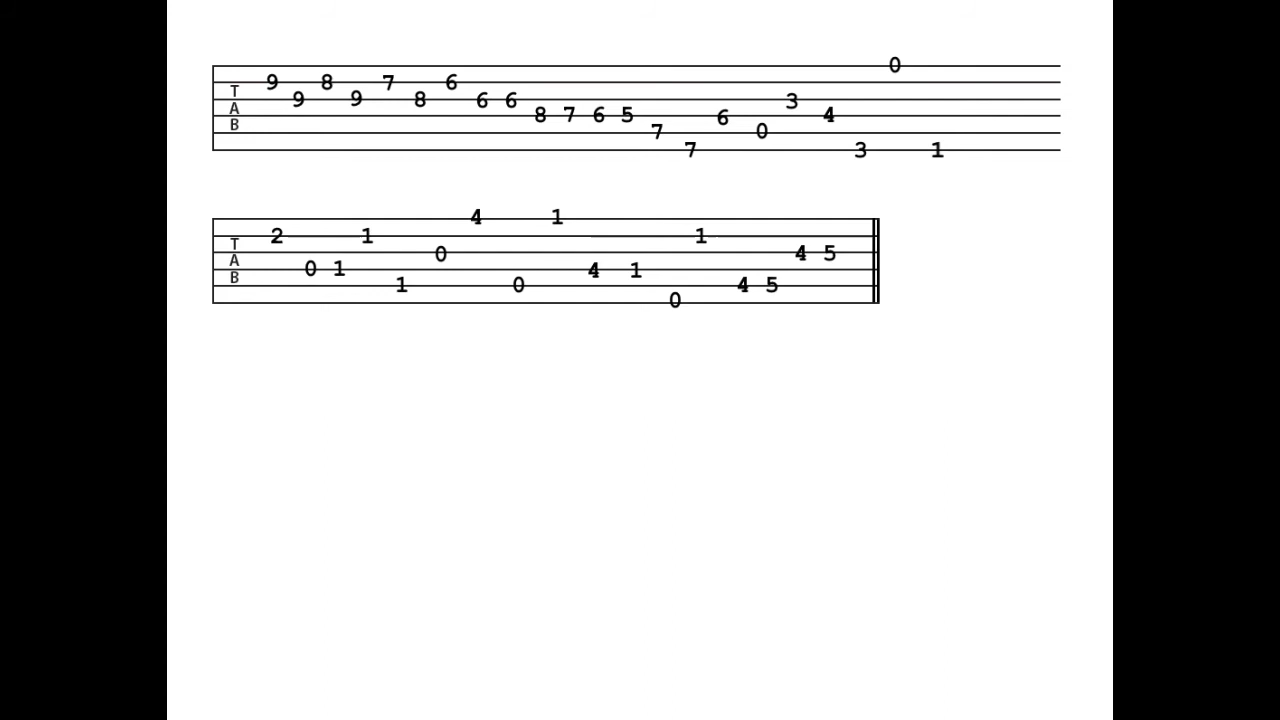 0
9 8 7 6
T 9 9 8 6 6 3
A 8 7 6 5 6 4
B 7 0
7 3 1
4 1
T 2 1 1
A 0 4 5
B 0 1 4 1
1 0 4 5
0